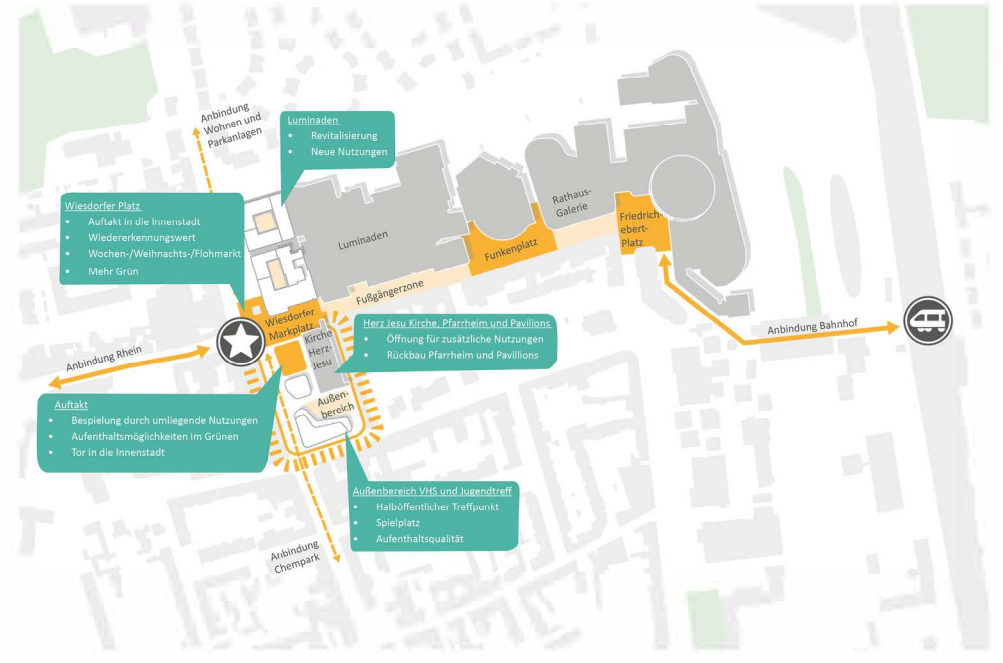 Anbindung
Wohnen und
Parkanlagen
Luminaden
• Revitalisierung
• Neue Nutzungen
Wiesdorfer Platz
• Auftakt in die Innenstadt
• Wiedererkennungswert
• Wochen-/Weihnachts-/Flohmarkt
• Mehr Grün
Luminaden
Rathaus-
Galerie
Friedrich-
ebert-
Platz
Funkenplatz
Fußgängerzone
Wiesdorfer
Markplatz
Kirche
Herz-
Jesu
Herz Jesu Kirche, Pfarrheim und Pavilions
• Öffnung für zusätzliche Nutzungen
• Rückbau Pfarrheim und Pavillions
Anbindung Bahnhof
Anbindung Rhein
Auftakt
• Bespielung durch umliegende Nutzungen
• Aufenthaltsmöglichkeiten im Grünen
• Tor in die Innenstadt
Außen-
bereich
Außenbereich VHS und Jugendtreff
• Halböffentlicher Treffpunkt
• Spielplatz
• Aufenthaltsqualität
Anbindung
Chempark